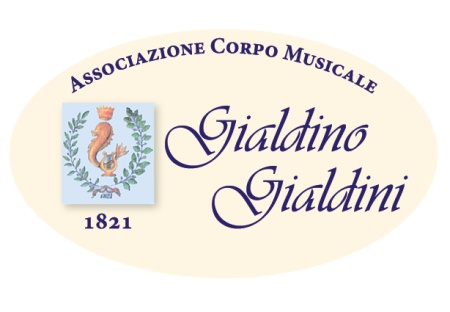 ASSOCIAZIONE CORPO MUSICALE
Gialdino
Gialdini
1821